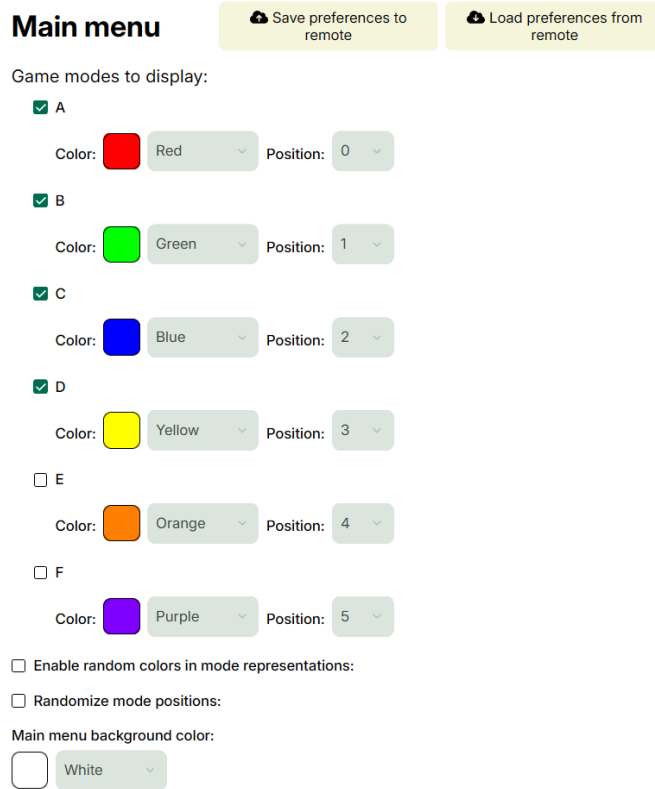 Main menu
Save preferences to
remote
Load preferences from
remote
Game modes to display:
A
Color: Red Position: 0
B
Color: Green Position: 1
C
Color: Blue Position: 2
D
Color: Yellow Position: 3
E
Color: Orange Position: 4
F
Color: Purple Position: 5
Enable random colors in mode representations:
Randomize mode positions:
Main menu background color:
White